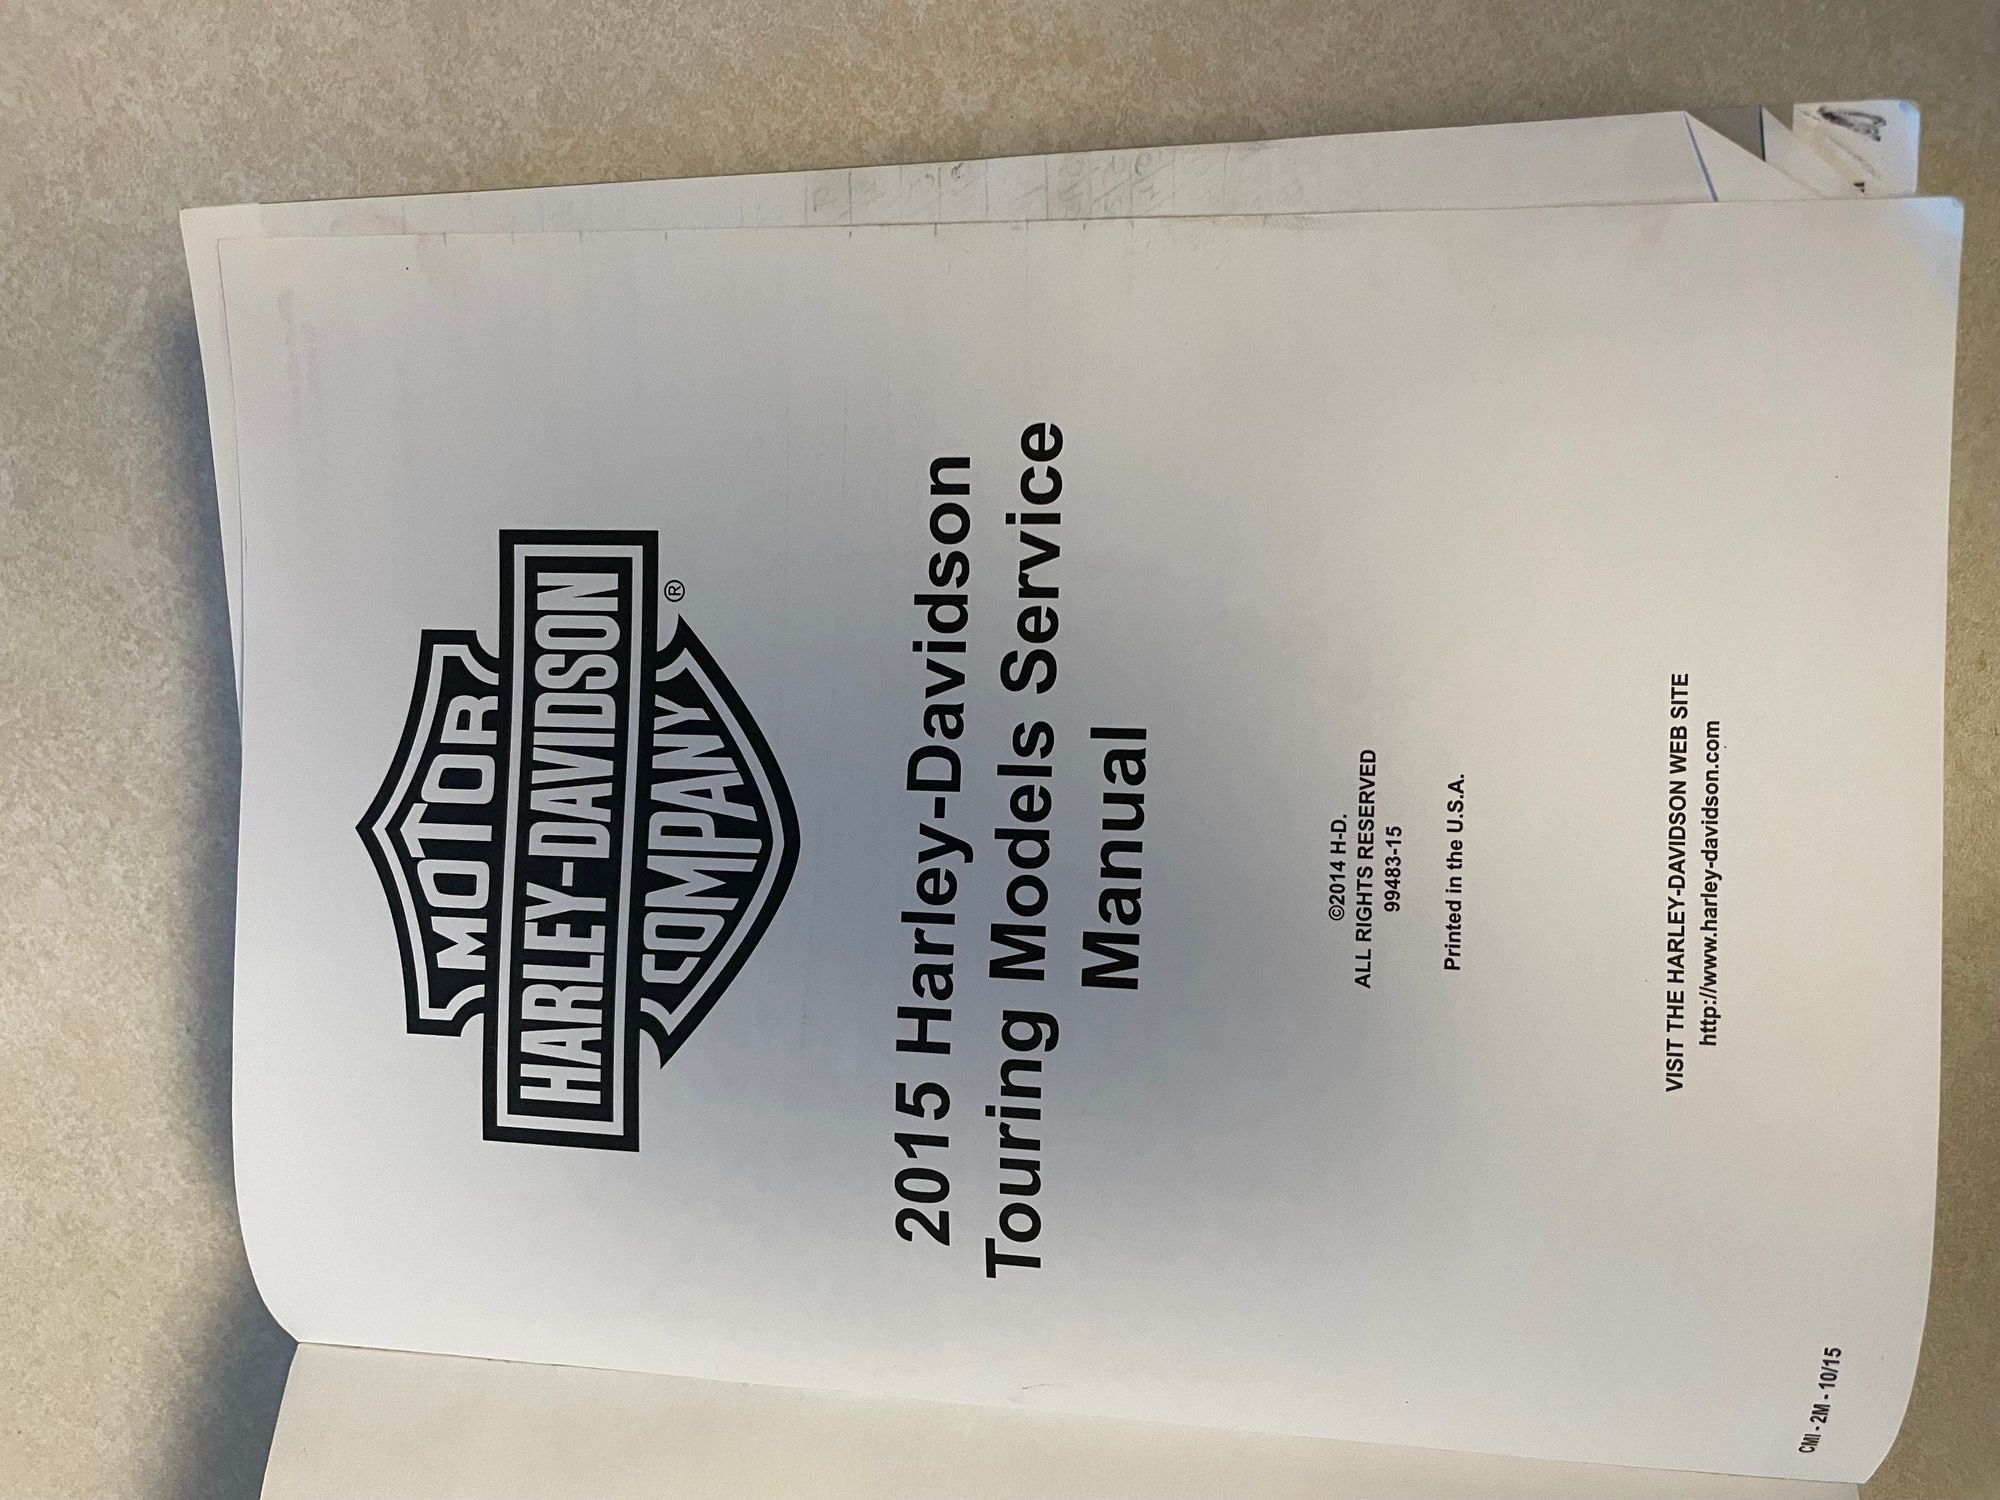 MOTOR
HARLEY-DAVIDSON
COMPANY
®
2015 Harley-Davidson
Touring Models Service
Manual
©2014 H-D.
ALL RIGHTS RESERVED
99483-15
Printed in the U.S.A.
VISIT THE HARLEY-DAVIDSON WEB SITE
http://www.harley-davidson.com
CMI - 2M - 10/15